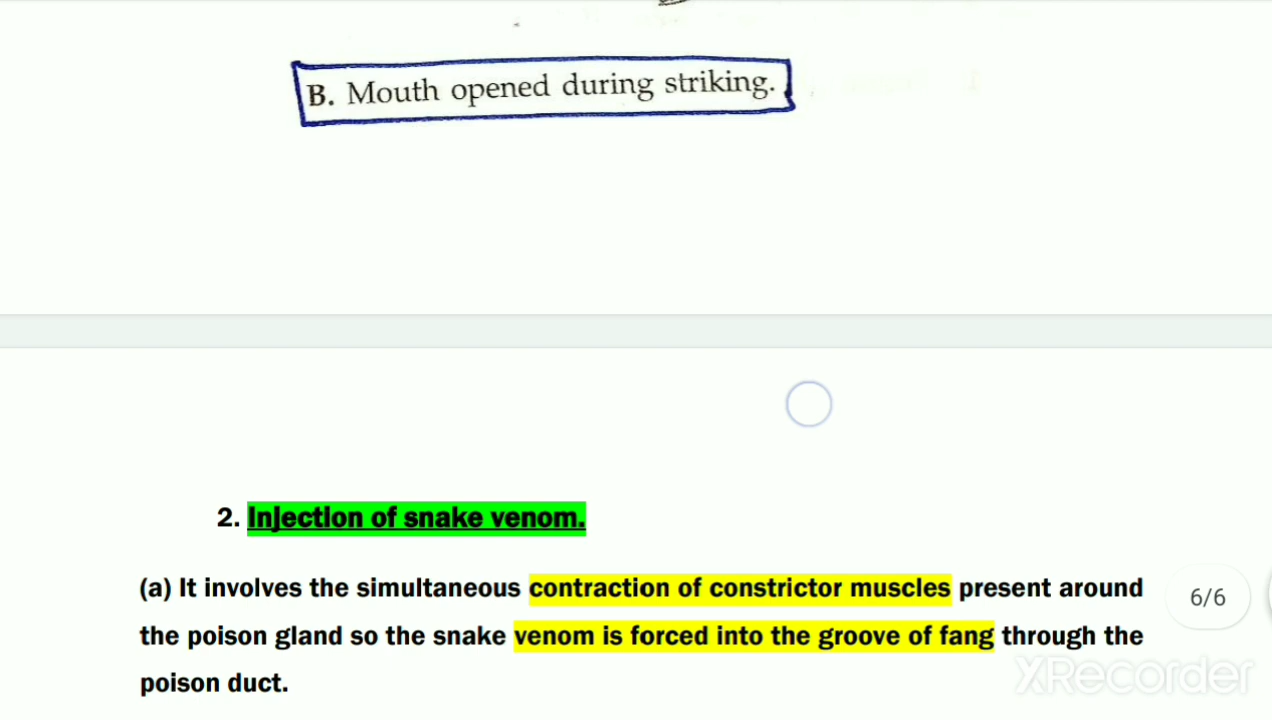 B. Mouth opened during striking.
2. Injection of snake venom.
(a) It involves the simultaneous contraction of constrictor muscles present around
6/6
the poison gland so the snake venom is forced into the groove of fang through the
XRecorder
poison duct.